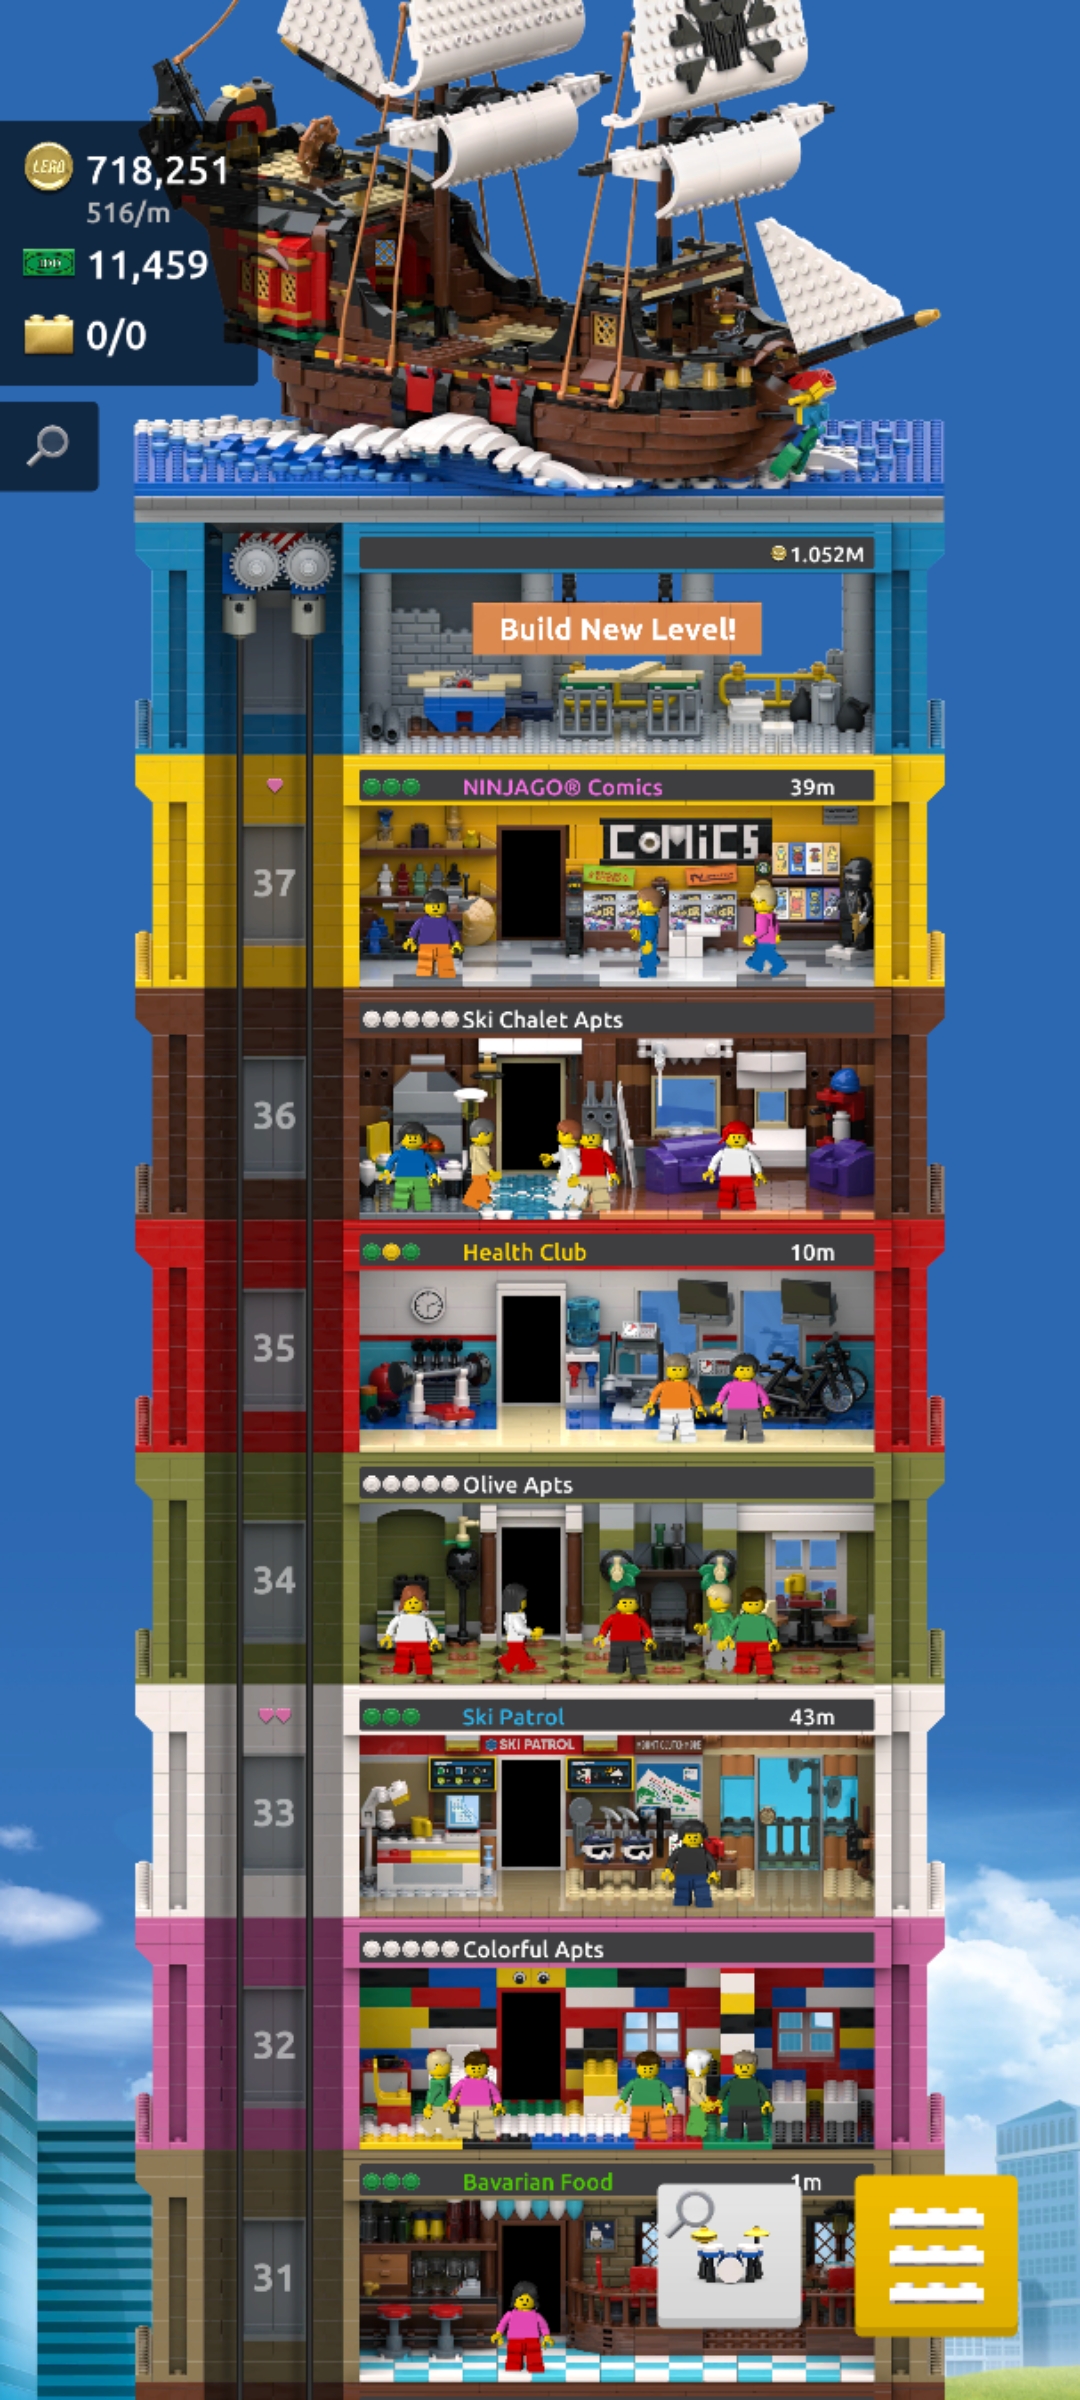 LEGO
718,251
516/m
11,459
0/0
1.052M
Build New Level!
NINJAGO® Comics 39m
COMICS
37
Ski Chalet Apts
36
Health Club 10m
35
Olive Apts
34
Ski Patrol 43m
SKI PATROL
33
Colorful Apts
32
Bavarian Food 1m
31